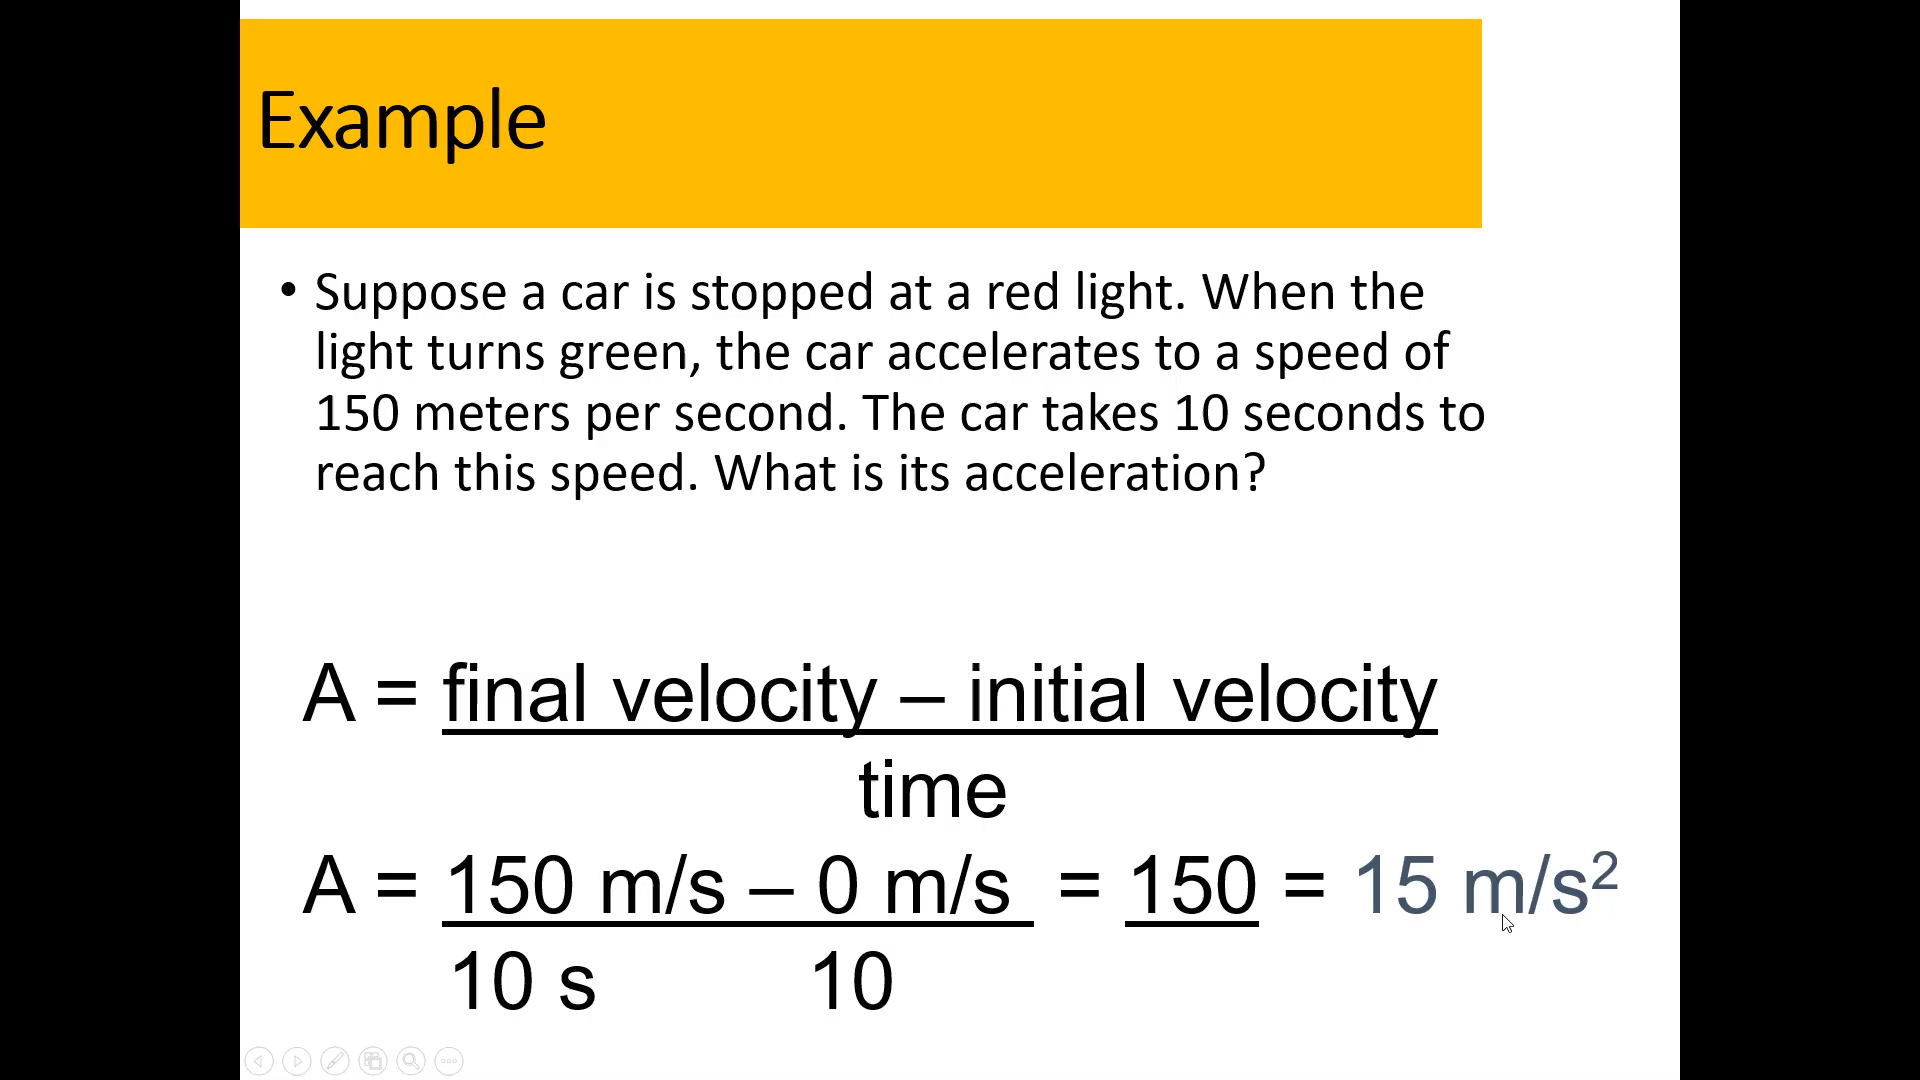 Example
• Suppose a car is stopped at a red light. When the
light turns green, the car accelerates to a speed of
150 meters per second. The car takes 10 seconds to
reach this speed. What is its acceleration?
A = final velocity – initial velocity
time
A = 150 m/s – 0 m/s = 150 = 15 m/s²
10 s 10